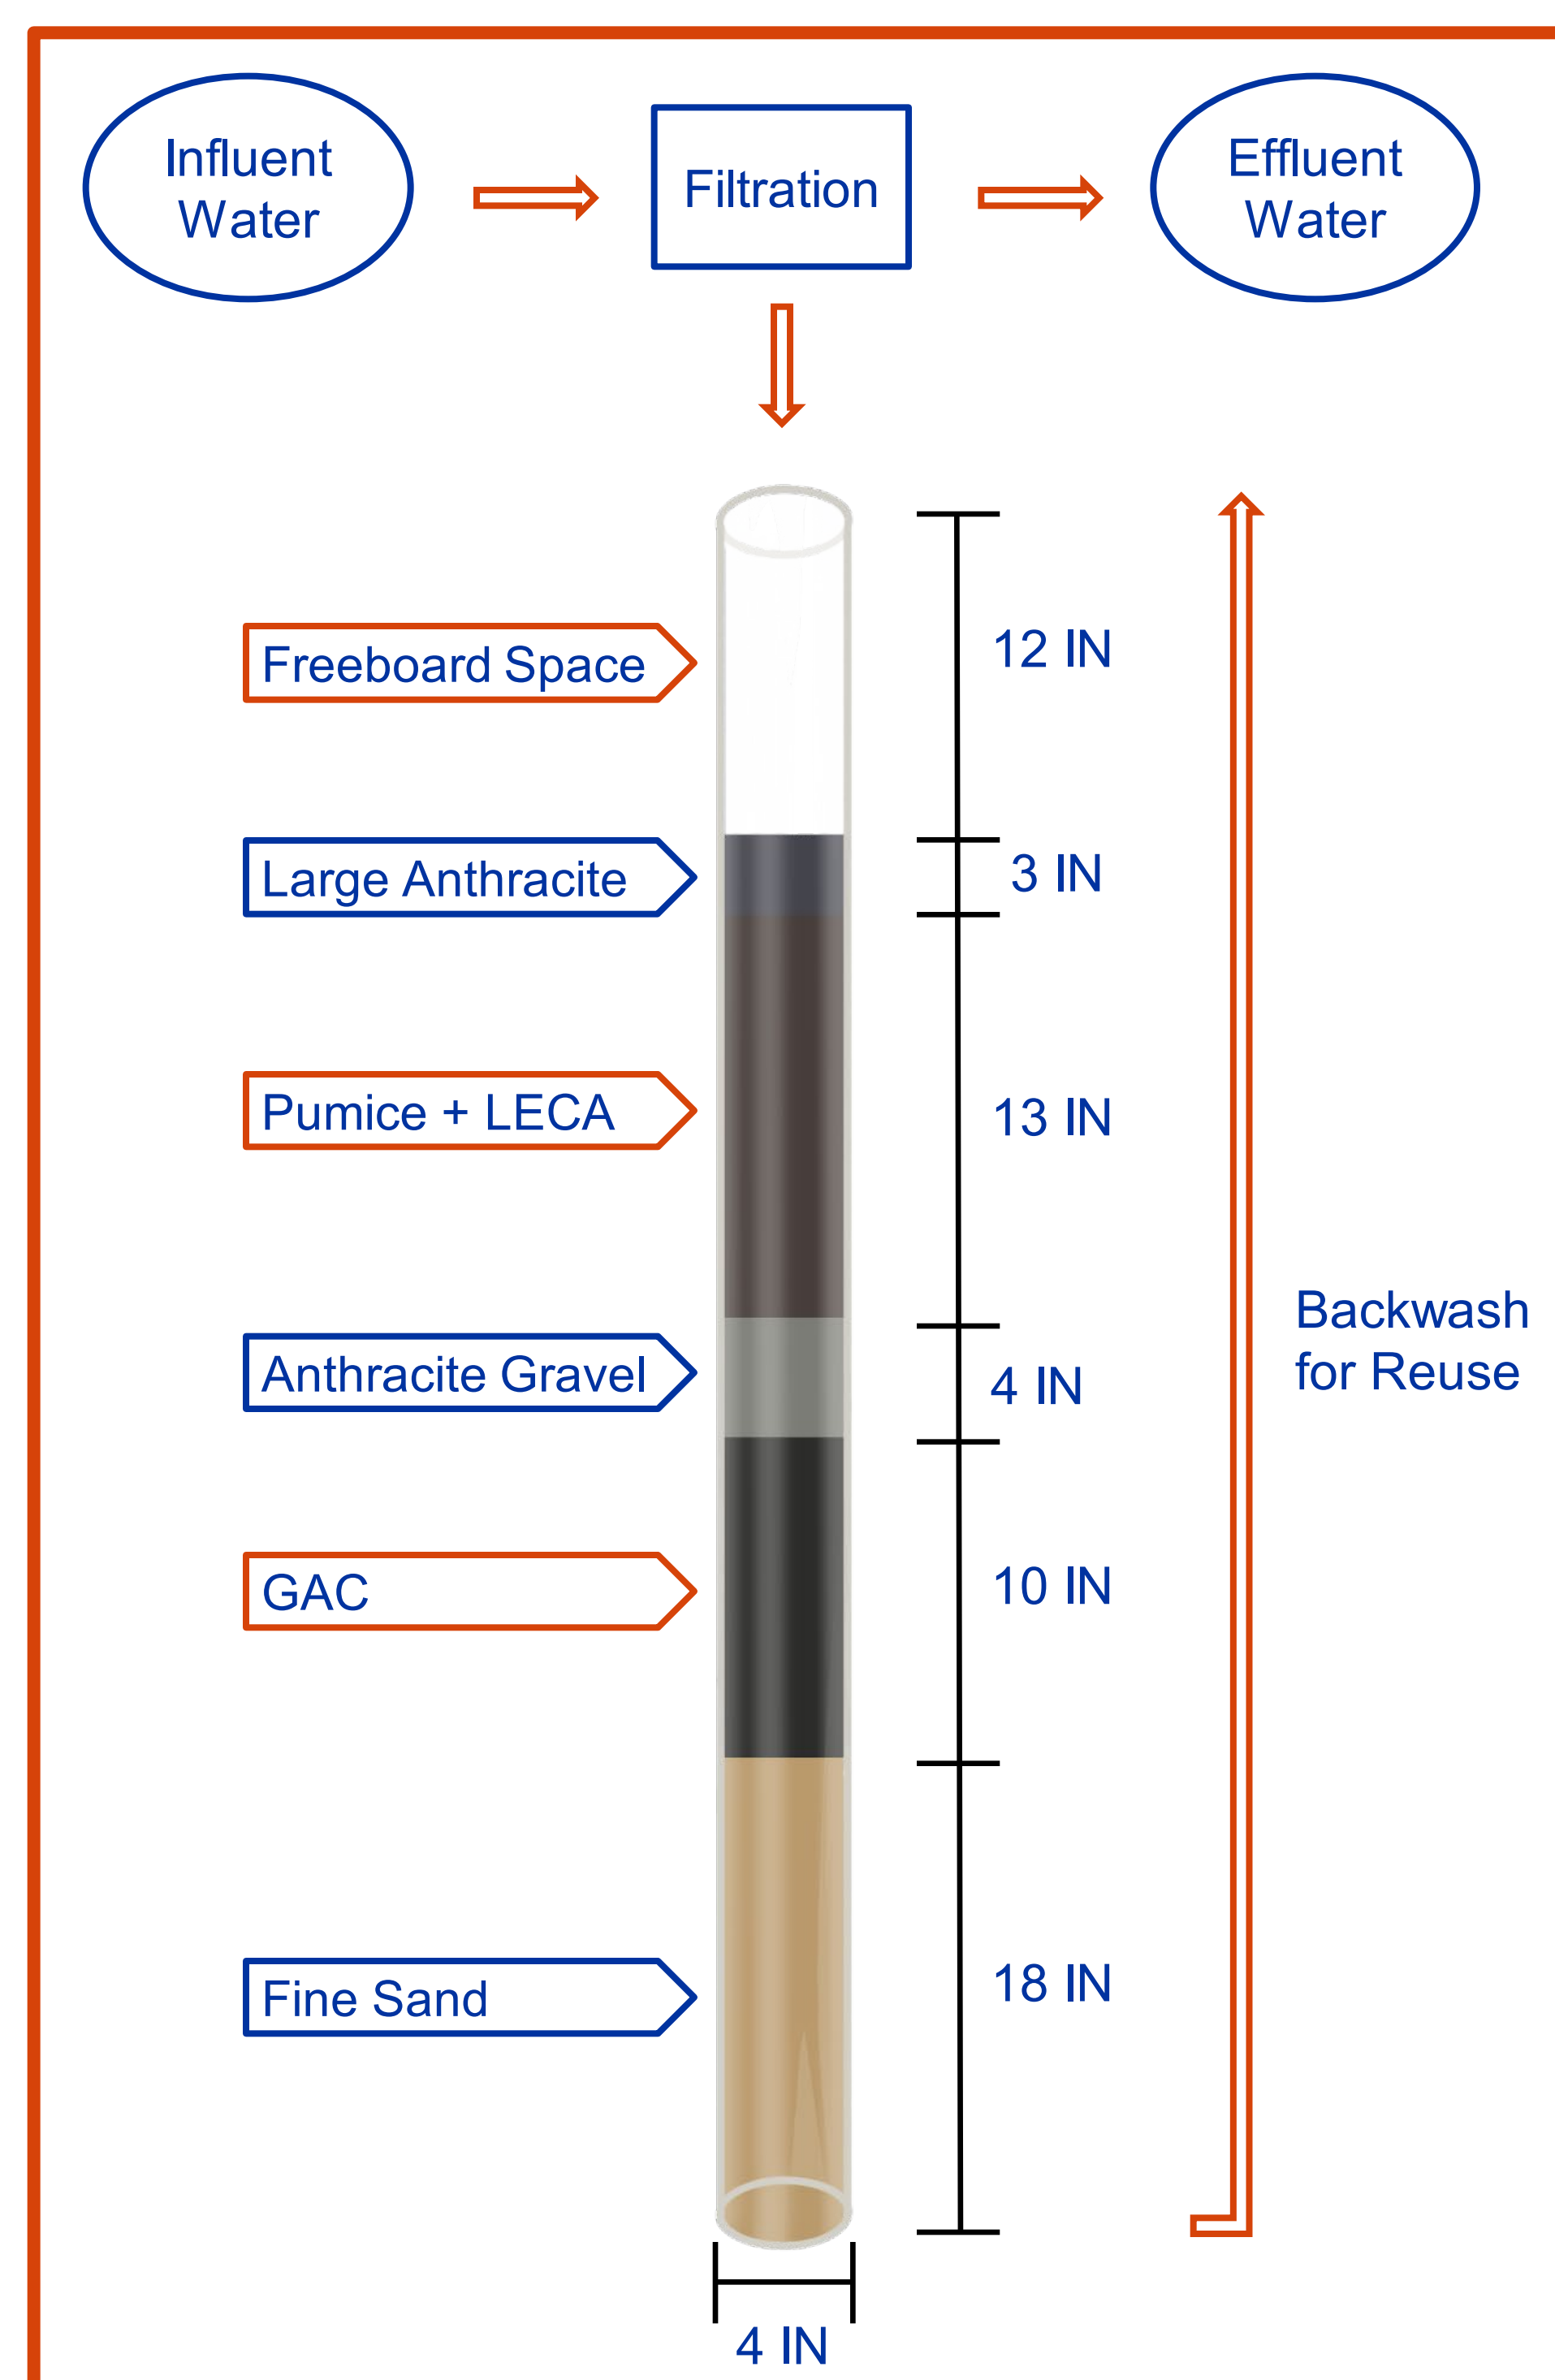 Influent
Water
Filtration
Effluent
Water
Freeboard Space
12 IN
Large Anthracite
3 IN
Pumice + LECA
13 IN
Anthracite Gravel
4 IN
Backwash
for Reuse
GAC
10 IN
Fine Sand
18 IN
4 IN